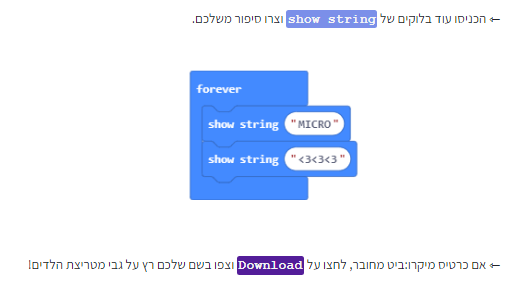 ← הכניסו עוד בלוקים של show string וצרו סיפור משלכם.
forever
show string "MICRO"
show string "<3<3<3"
← אם כרטיס מיקרו:ביט מחובר, לחצו על Download וצפו בשם שלכם רץ על גבי מטריצת הלדים!